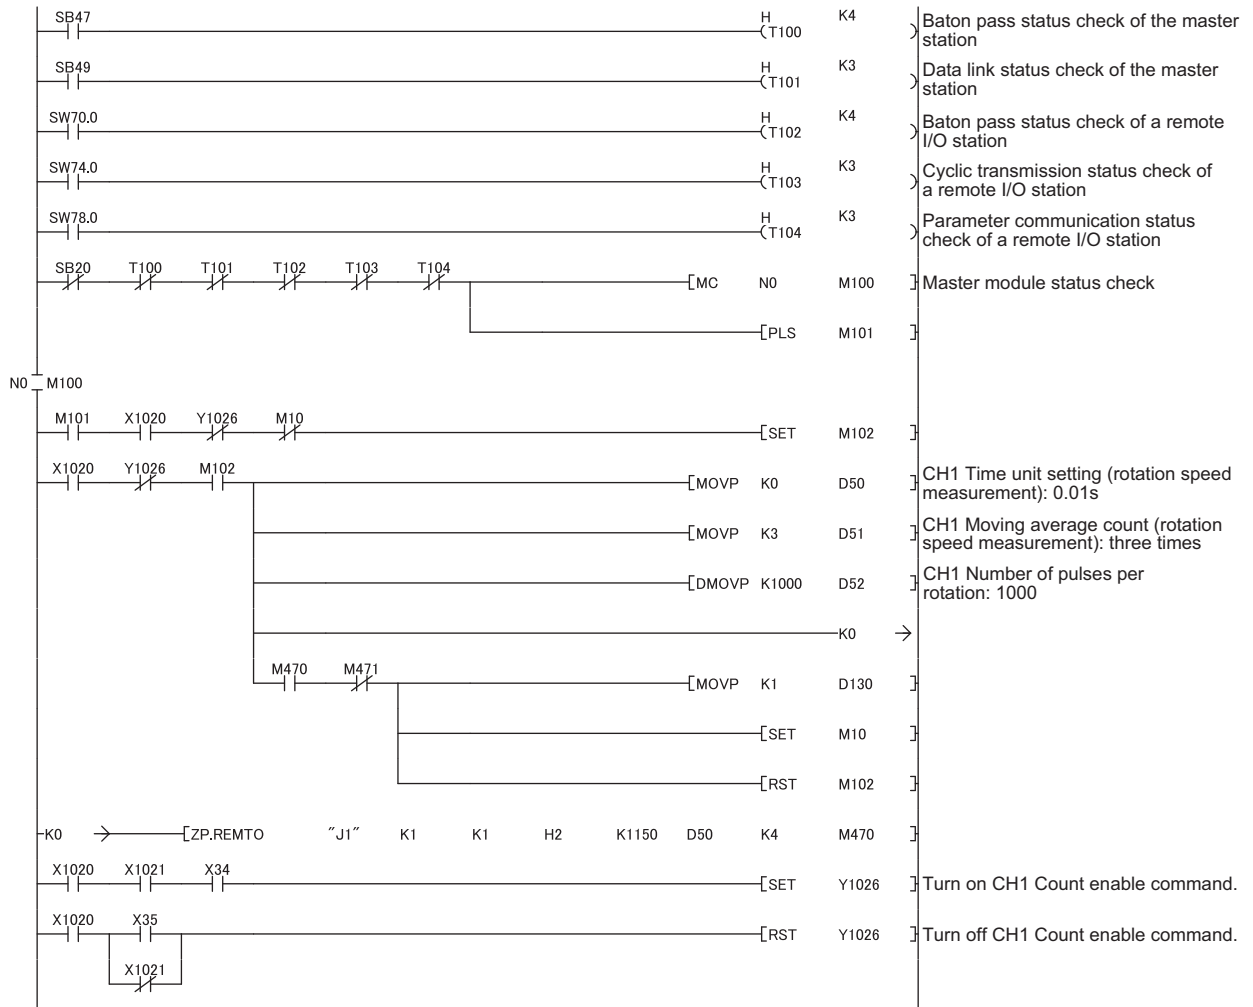 SB47 H K4
T100
Baton pass status check of the master
station
SB49 H K3
T101
Data link status check of the master
station
SW70.0 H K4
T102
Baton pass status check of a remote
I/O station
SW74.0 H K3
T103
Cyclic transmission status check of
a remote I/O station
SW78.0 H K3
T104
Parameter communication status
check of a remote I/O station
SB20 T100 T101 T102 T103 T104
MC N0 M100 Master module status check
PLS M101
N0 M100
M101 X1020 Y1026 M10
SET M102
X1020 Y1026 M102
MOVP K0 D50
CH1 Time unit setting (rotation speed
measurement): 0.01s
MOVP K3 D51
CH1 Moving average count (rotation
speed measurement): three times
DMOVP K1000 D52
CH1 Number of pulses per
rotation: 1000
K0
M470 M471
MOVP K1 D130
SET M10
RST M102
K0 ZP.REMTO "J1" K1 K1 H2 K1150 D50 K4 M470
X1020 X1021 X34
SET Y1026 Turn on CH1 Count enable command.
X1020 X35
RST Y1026 Turn off CH1 Count enable command.
X1021